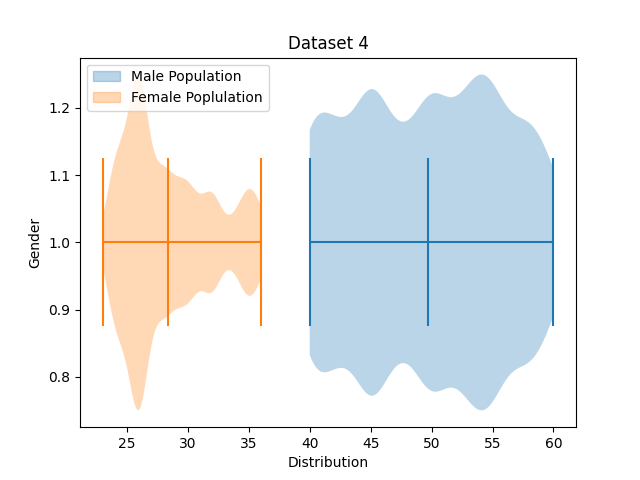 Dataset 4
Male Population
Female Poplulation
1.2
1.1
1.0
0.9
0.8
Gender
25 30 35 40 45 50 55 60
Distribution